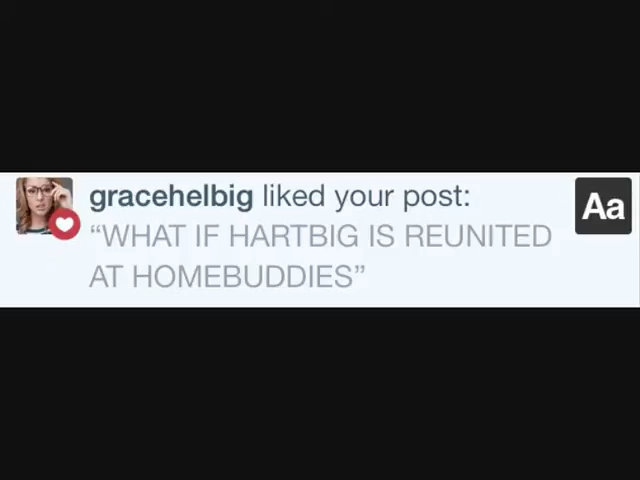 gracehelbig liked your post:
Aa
“WHAT IF HARTBIG IS REUNITED
AT HOMEBUDDIES”